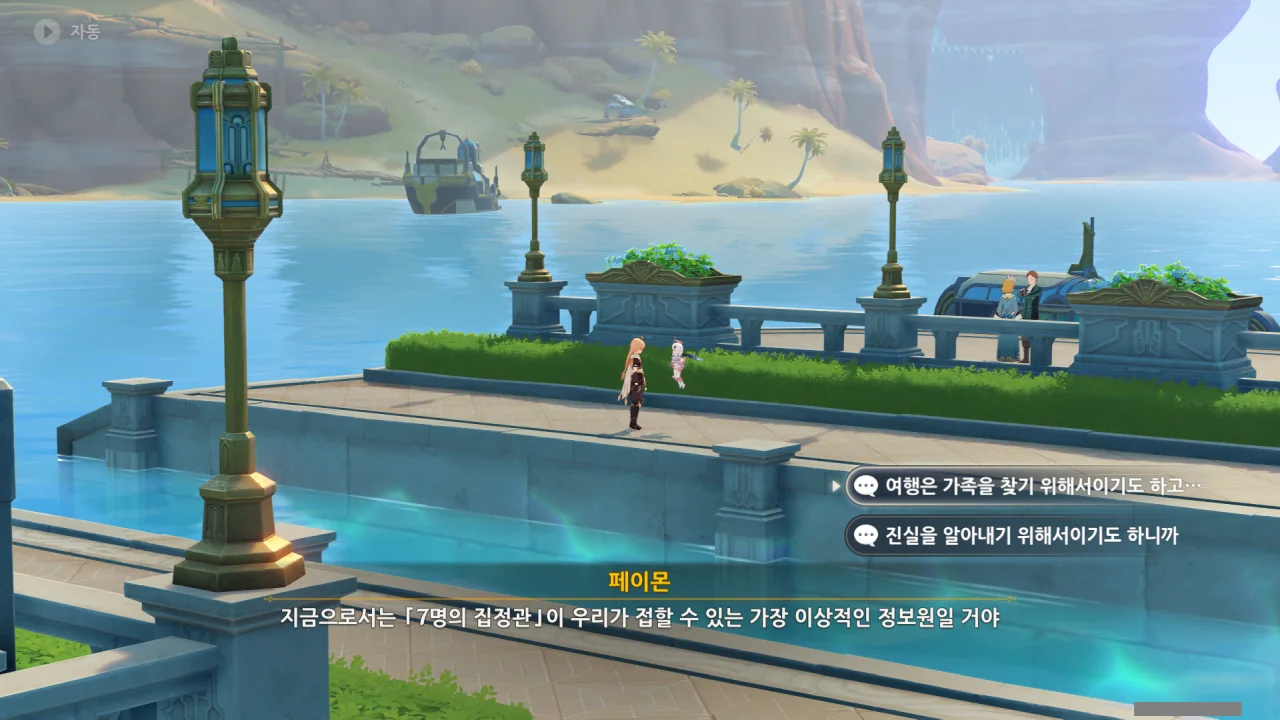 자동
여행은 가족을 찾기 위해서이기도 하고…
진실을 알아내기 위해서이기도 하니까
페이몬
지금으로서는 「7명의 집정관」이 우리가 접할 수 있는 가장 이상적인 정보원일 거야